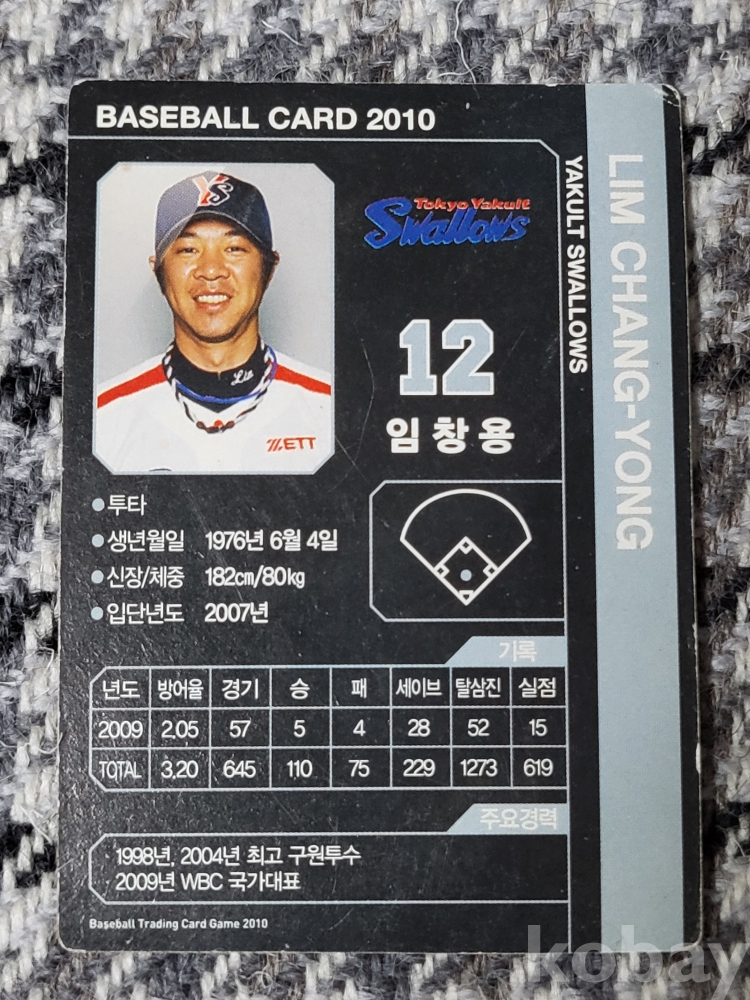 BASEBALL CARD 2010
LIM CHANG-YONG
YAKULT SWALLOWS
YS
Tokyo Yakult
Swallows
12
임창용
Lim
ZETT
투타
생년월일 1976년 6월 4일
신장/체중 182cm/80kg
입단년도 2007년
기록
년도 방어율 경기 승 패 세이브 탈삼진 실점
2009 2.05 57 5 4 28 52 15
TOTAL 3.20 645 110 75 229 1273 619
주요경력
1998년, 2004년 최고 구원투수
2009년 WBC 국가대표
Baseball Trading Card Game 2010
kobay